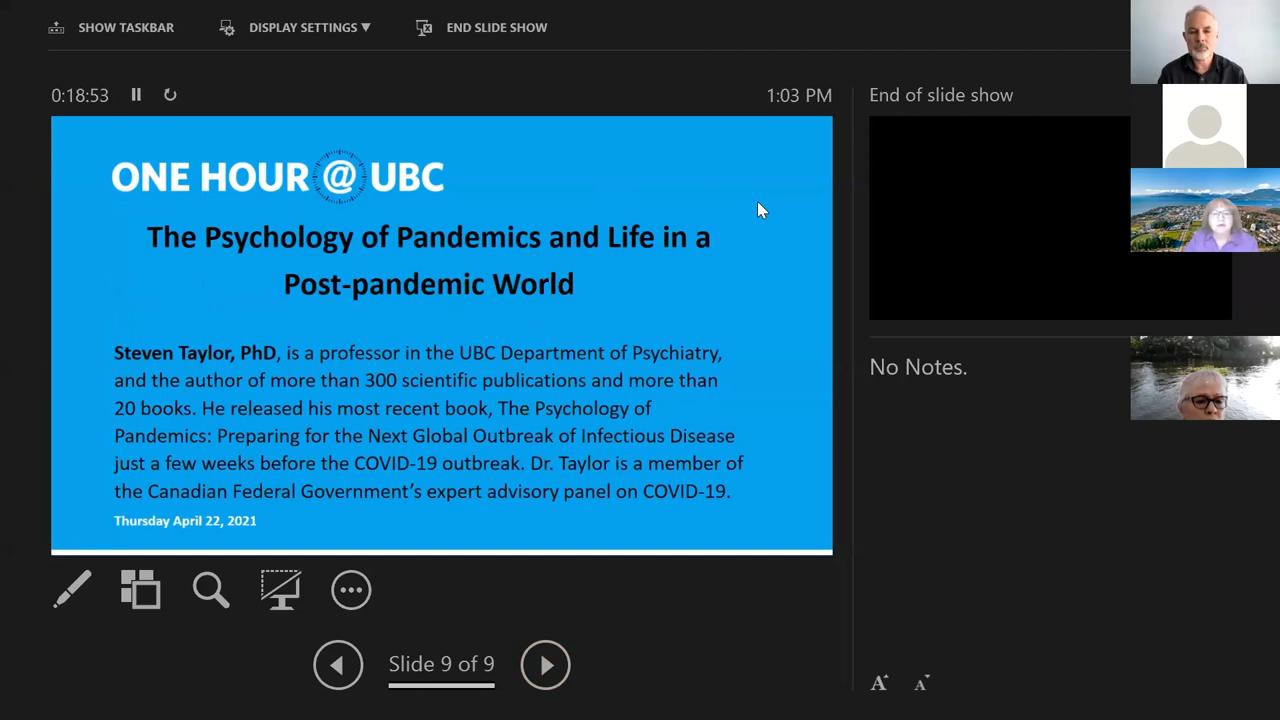 SHOW TASKBAR
DISPLAY SETTINGS ▼
END SLIDE SHOW
0:18:53
1:03 PM
End of slide show
ONE HOUR @ UBC
The Psychology of Pandemics and Life in a
Post-pandemic World
Steven Taylor, PhD, is a professor in the UBC Department of Psychiatry,
and the author of more than 300 scientific publications and more than
20 books. He released his most recent book, The Psychology of
Pandemics: Preparing for the Next Global Outbreak of Infectious Disease
just a few weeks before the COVID-19 outbreak. Dr. Taylor is a member of
the Canadian Federal Government’s expert advisory panel on COVID-19.
Thursday April 22, 2021
No Notes.
Slide 9 of 9
A A